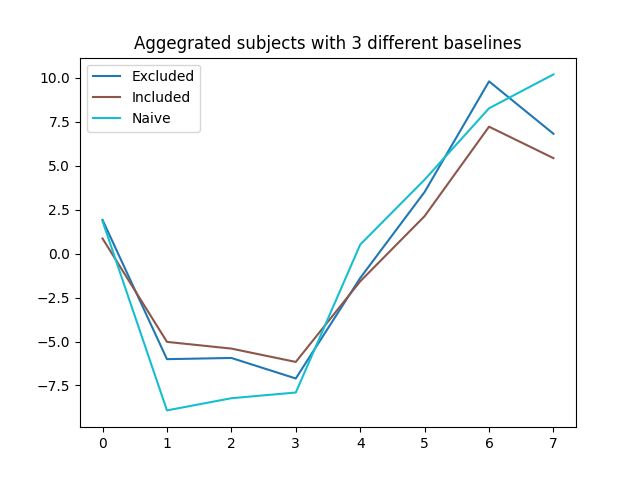 Aggegrated subjects with 3 different baselines
Excluded
Included
Naive
10.0
7.5
5.0
2.5
0.0
−2.5
−5.0
−7.5
0 1 2 3 4 5 6 7